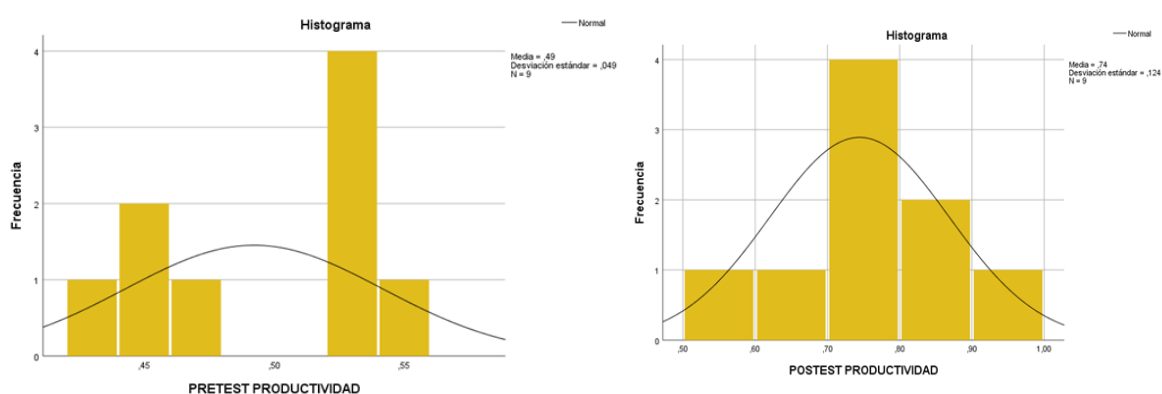 Histograma
Normal
Media = ,49
Desviación estándar = ,049
N = 9
4
3
2
1
0
Frecuencia
,45
,50
,55
PRETEST PRODUCTIVIDAD
Histograma
Normal
Media = ,74
Desviación estándar = ,124
N = 9
4
3
2
1
0
Frecuencia
,50
,60
,70
,80
,90
1,00
POSTEST PRODUCTIVIDAD